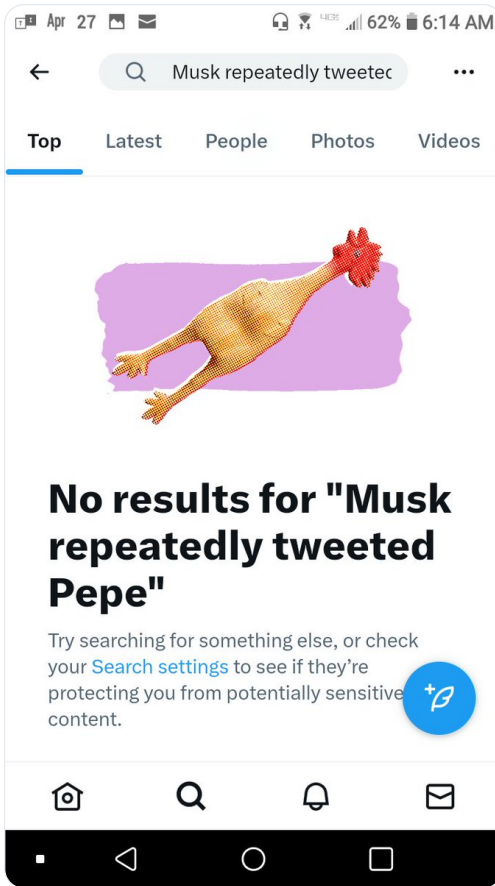 Apr 27 4G 62% 6:14 AM
Musk repeatedly tweeted
Top Latest People Photos Videos
No results for "Musk
repeatedly tweeted
Pepe"
Try searching for something else, or check
your Search settings to see if they’re
protecting you from potentially sensitive
content.